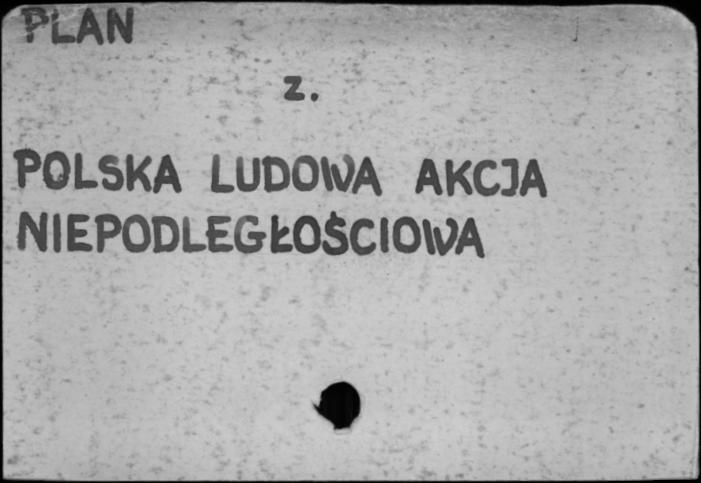 PLAN
z.
POLSKA LUDOWA AKCJA
NIEPODLEGŁOŚCIOWA